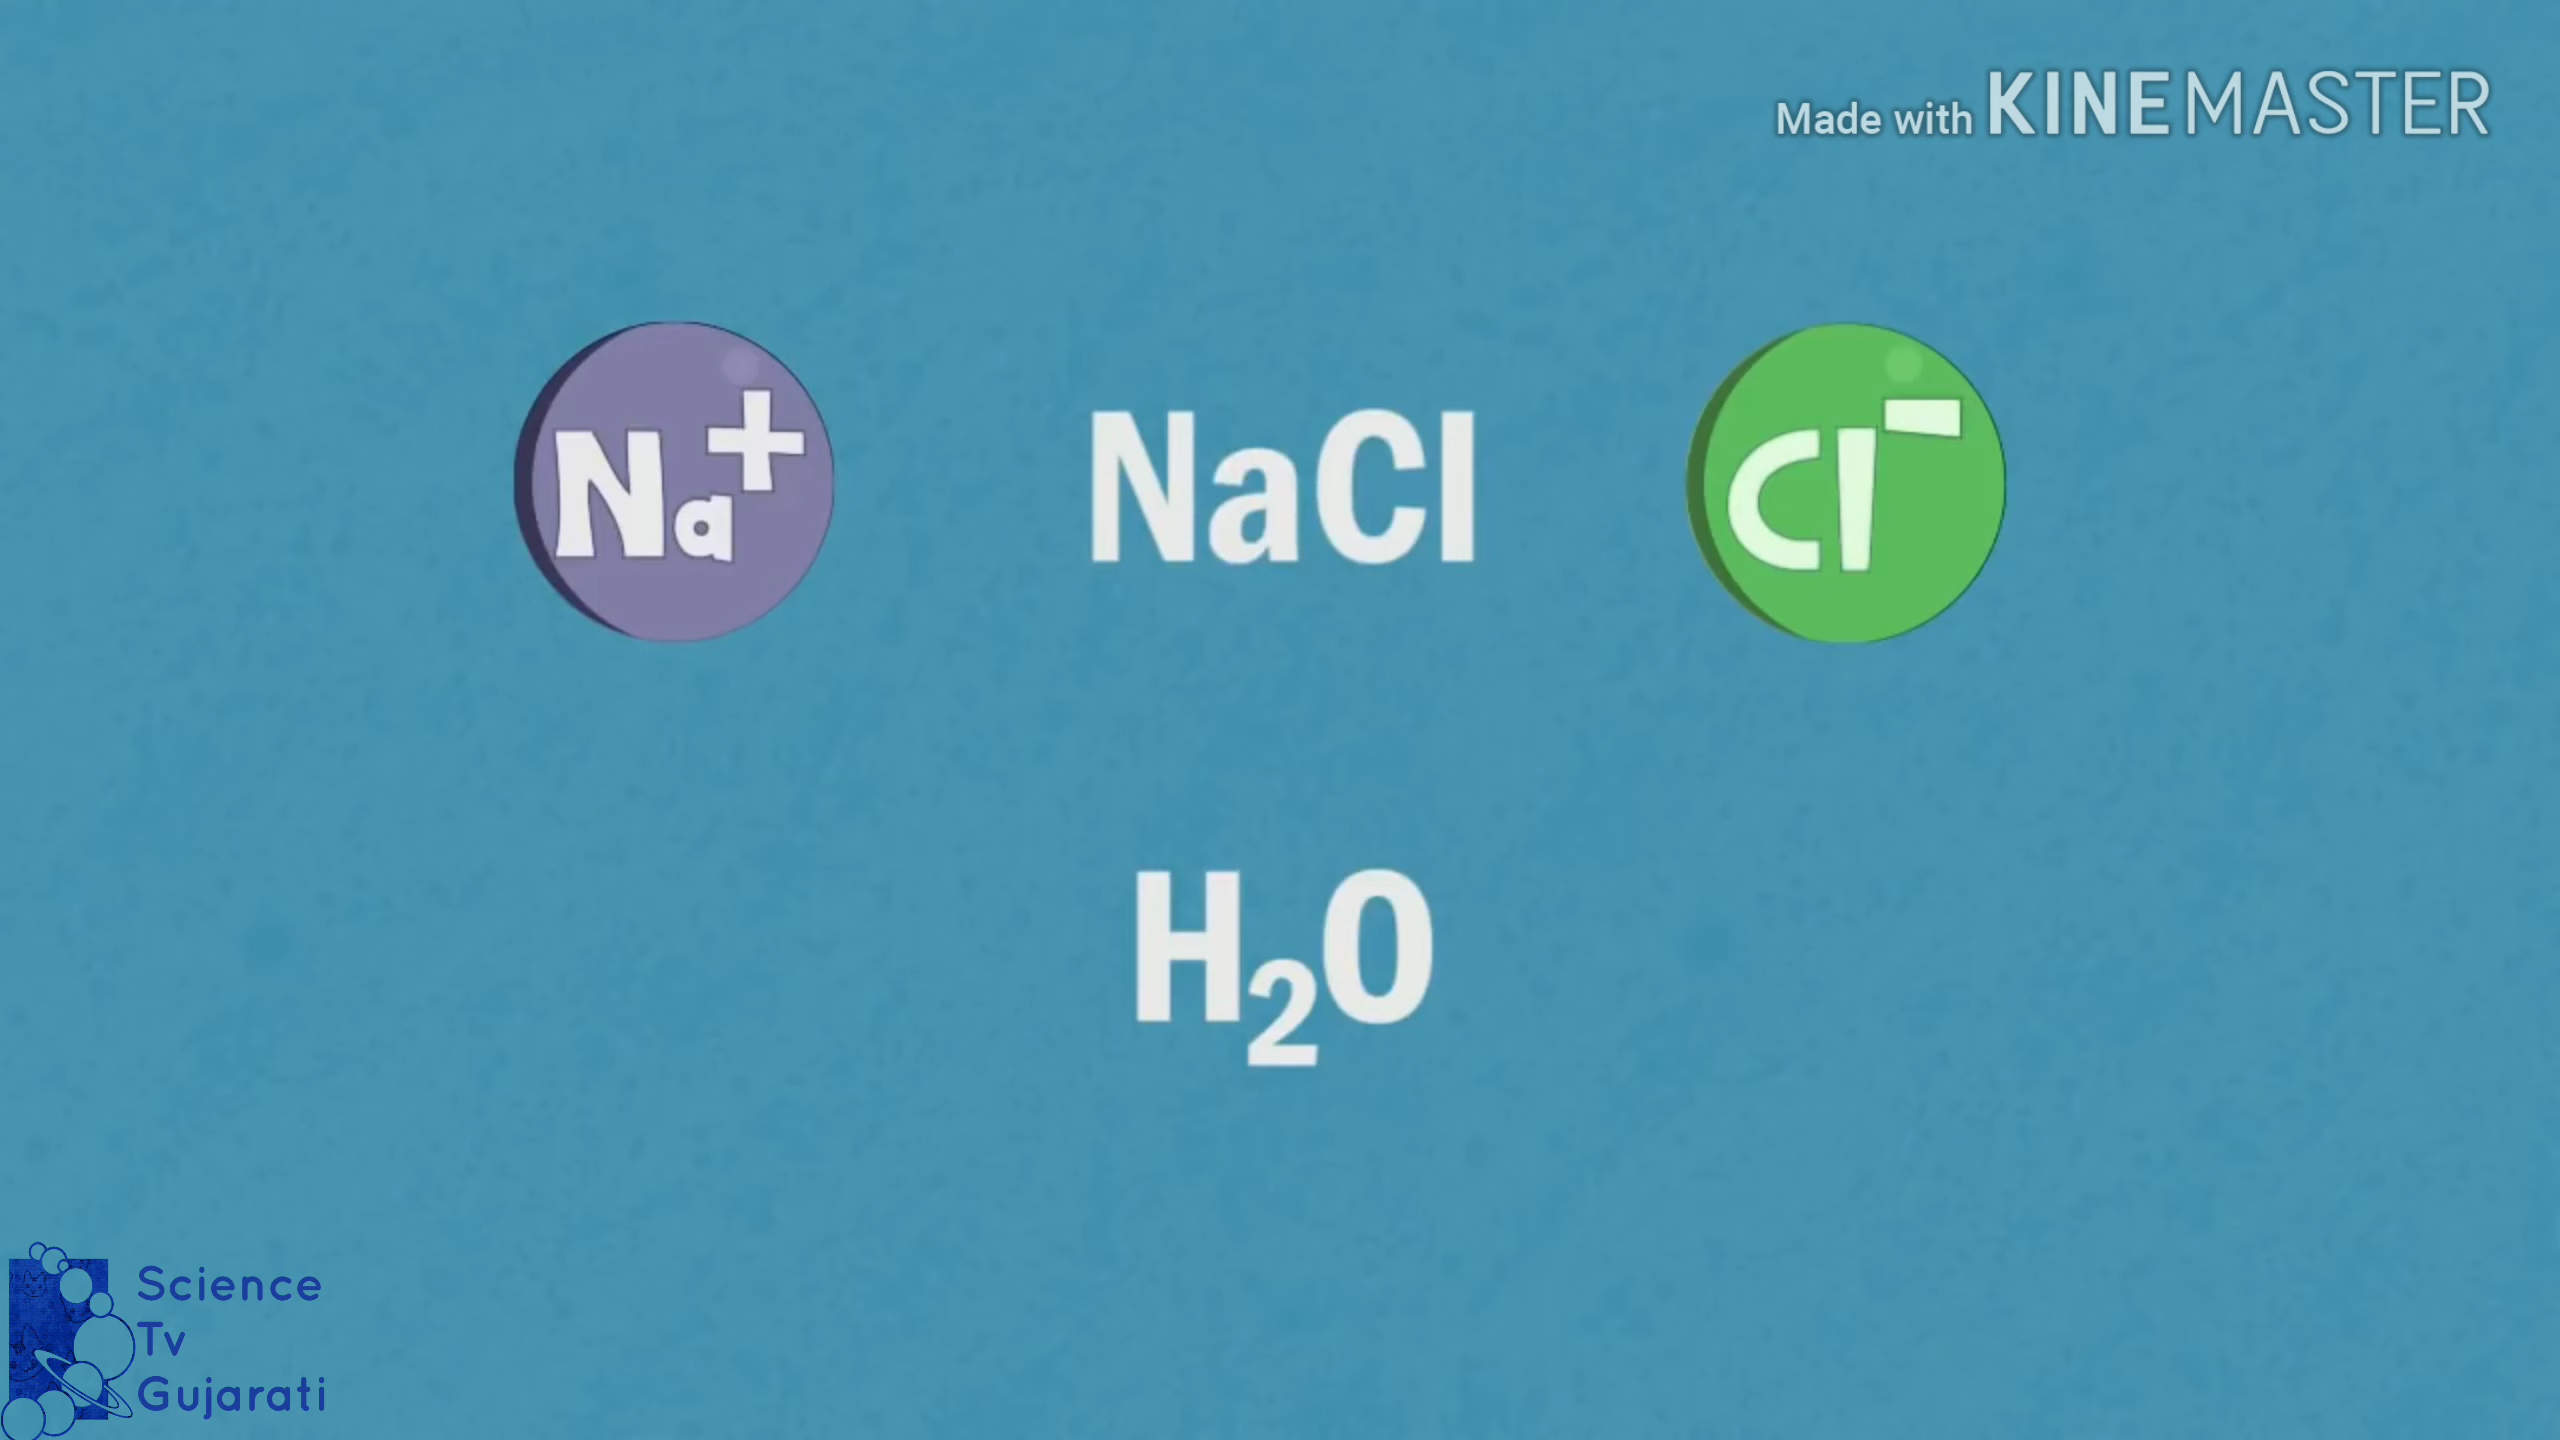 Made with KINEMASTER
Na+
NaCl
Cl-
H2O
Science
Tv
Gujarati